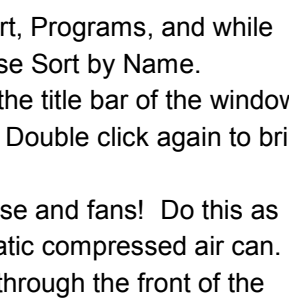 rt, Programs, and while
se Sort by Name.
the title bar of the window
Double click again to bri
se and fans!  Do this as
atic compressed air can.
through the front of the